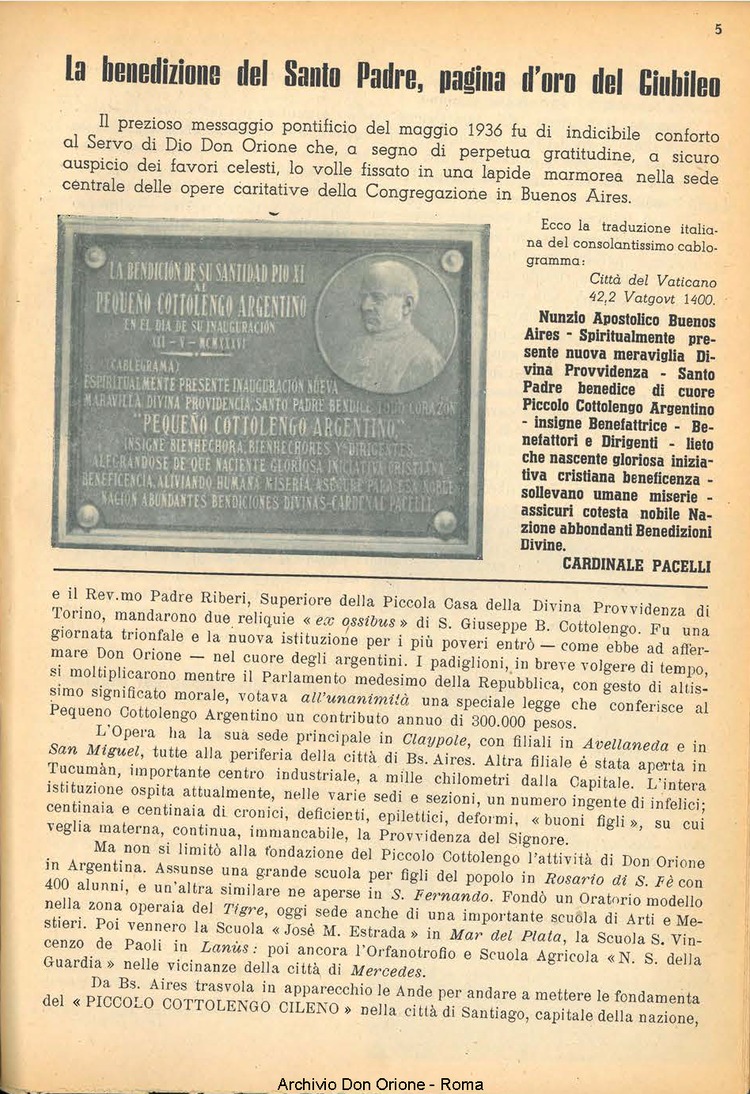 5
La benedizione del Santo Padre, pagina d'oro del Giubileo
Il prezioso messaggio pontificio del maggio 1936 fu di indicibile conforto
al Servo di Dio Don Orione che, a segno di perpetua gratitudine, a sicuro
auspicio dei favori celesti, lo volle fissato in una lapide marmorea nella sede
centrale delle opere caritative della Congregazione in Buenos Aires.
LA BENDICIÓN DE SU SANTIDAD PIO XI
AL
PEQUEÑO COTTOLENGO ARGENTINO
EN EL DIA DE SU INAUGURACIÓN
XII - V - MCMXXXVI
(CABLEGRAMA)
ESPIRITUALMENTE PRESENTE INAUGURACIÓN NUEVA
MARAVILLA DIVINA PROVIDENCIA, SANTO PADRE BENDICE TODO CORAZÓN
"PEQUEÑO COTTOLENGO ARGENTINO"
INSIGNE BIENHECHORA, BIENHECHORES Y DIRIGENTES,
ALEGRÁNDOSE DE QUE NACIENTE GLORIOSA INICIATIVA CRISTIANA
BENEFICENCIA, ALIVIANDO HUMANA MISERIA, ASEGURE PARA ESA NOBLE
NACIÓN ABUNDANTES BENDICIONES DIVINAS-CARDENAL PACELLI.
Ecco la traduzione italia-
na del consolantissimo cablo-
gramma:
Città del Vaticano
42,2 Vatgovt 1400.
Nunzio Apostolico Buenos
Aires - Spiritualmente pre-
sente nuova meraviglia Di-
vina Provvidenza - Santo
Padre benedice di cuore
Piccolo Cottolengo Argentino
- insigne Benefattrice - Be-
nefattori e Dirigenti - lieto
che nascente gloriosa inizia-
tiva cristiana beneficenza -
sollevano umane miserie -
assicuri cotesta nobile Na-
zione abbondanti Benedizioni
Divine.
CARDINALE PACELLI
e il Rev.mo Padre Riberi, Superiore della Piccola Casa della Divina Provvidenza di
Torino, mandarono due reliquie « ex ossibus » di S. Giuseppe B. Cottolengo. Fu una
giornata trionfale e la nuova istituzione per i più poveri entrò — come ebbe ad affer-
mare Don Orione — nel cuore degli argentini. I padiglioni, in breve volgere di tempo,
si moltiplicarono mentre il Parlamento medesimo della Repubblica, con gesto di altis-
simo significato morale, votava all'unanimità una speciale legge che conferisce al
Pequeno Cottolengo Argentino un contributo annuo di 300.000 pesos.
L'Opera ha la sua sede principale in Claypole, con filiali in Avellaneda e in
San Miguel, tutte alla periferia della città di Bs. Aires. Altra filiale é stata aperta in
Tucumàn, importante centro industriale, a mille chilometri dalla Capitale. L'intera
istituzione ospita attualmente, nelle varie sedi e sezioni, un numero ingente di infelici;
centinaia e centinaia di cronici, deficienti, epilettici, deformi, « buoni figli », su cui
veglia materna, continua, immancabile, la Provvidenza del Signore.
Ma non si limitò alla fondazione del Piccolo Cottolengo l'attività di Don Orione
in Argentina. Assunse una grande scuola per figli del popolo in Rosario di S. Fè con
400 alunni, e un'altra similare ne aperse in S. Fernando. Fondò un Oratorio modello
nella zona operaia del Tigre, oggi sede anche di una importante scuola di Arti e Me-
stieri. Poi vennero la Scuola « José M. Estrada » in Mar del Plata, la Scuola S. Vin-
cenzo de Paoli in Lanùs: poi ancora l'Orfanotrofio e Scuola Agricola « N. S. della
Guardia » nelle vicinanze della città di Mercedes.
Da Bs. Aires trasvola in apparecchio le Ande per andare a mettere le fondamenta
del « PICCOLO COTTOLENGO CILENO » nella città di Santiago, capitale della nazione,
Archivio Don Orione - Roma